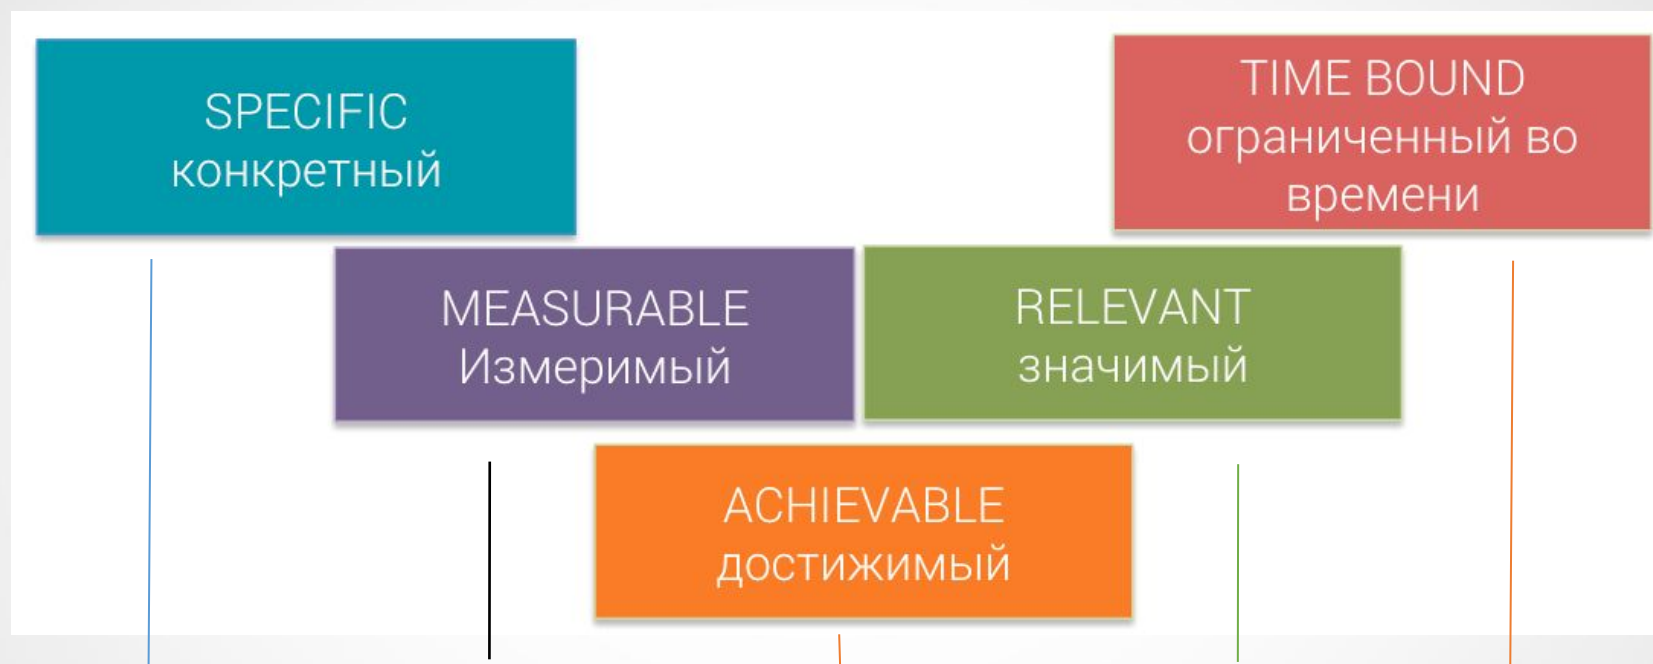 SPECIFIC
конкретный
MEASURABLE
Измеримый
ACHIEVABLE
достижимый
RELEVANT
значимый
TIME BOUND
ограниченный во
времени